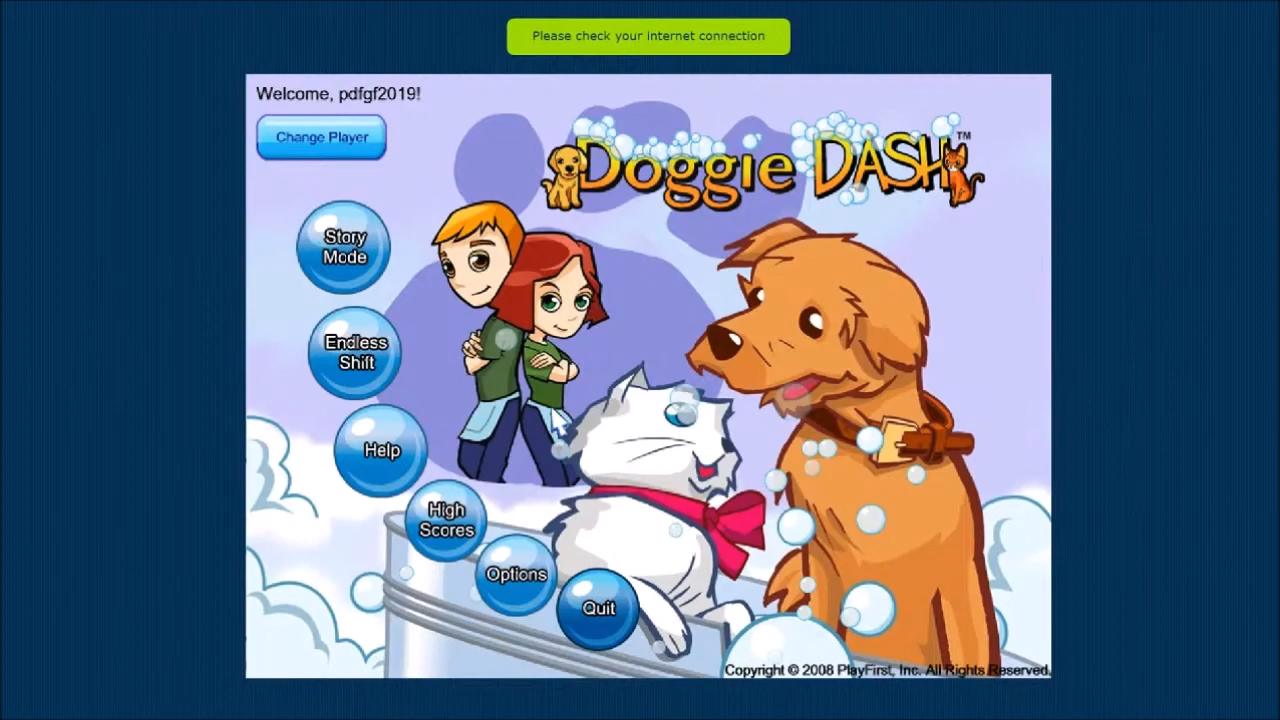 Please check your internet connection
Welcome, pdfgf2019!
Change Player
Doggie DASH™
Story
Mode
Endless
Shift
Help
High
Scores
Options
Quit
Copyright © 2008 PlayFirst, Inc. All Rights Reserved.